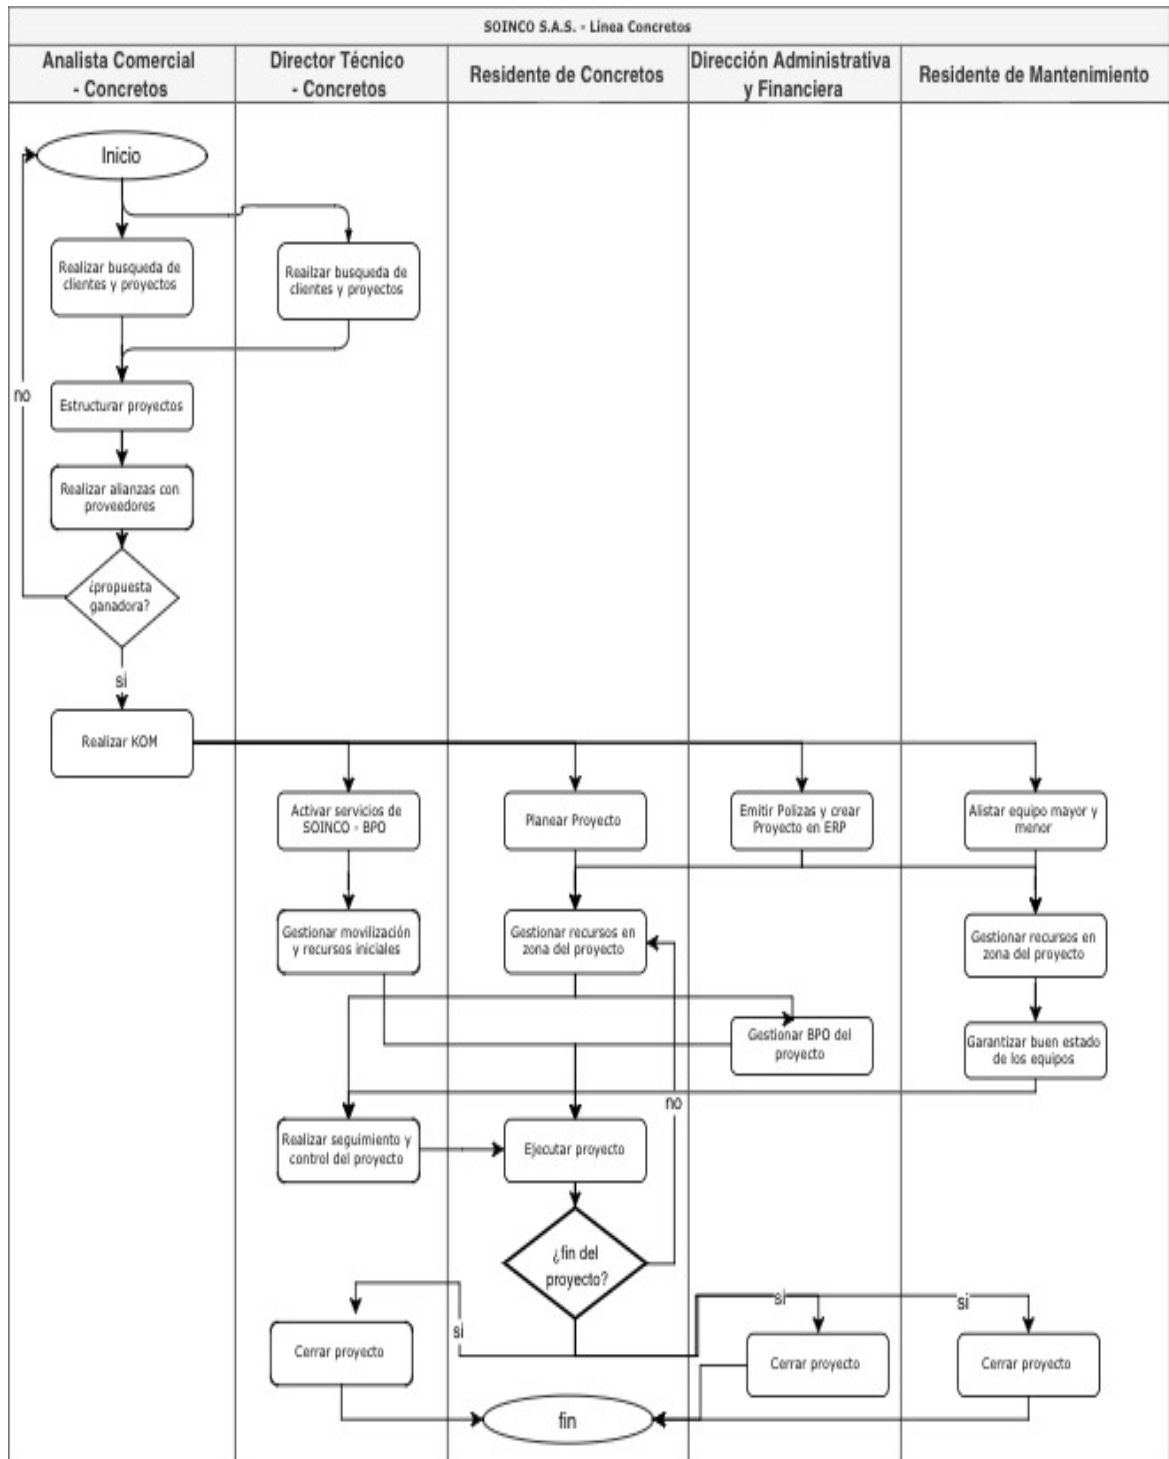 SOINCO S.A.S. - Línea Concretos
Analista Comercial
- Concretos
Director Técnico
- Concretos
Residente de Concretos
Dirección Administrativa
y Financiera
Residente de Mantenimiento
Inicio
Realizar busqueda de
clientes y proyectos
Reailzar busqueda de
clientes y proyectos
no
Estructurar proyectos
Realizar alianzas con
proveedores
¿propuesta
ganadora?
si
Realizar KOM
Activar servicios de
SOINCO - BPO
Planear Proyecto
Emitir Polizas y crear
Proyecto en ERP
Alistar equipo mayor y
menor
Gestionar movilización
y recursos iniciales
Gestionar recursos en
zona del proyecto
Gestionar recursos en
zona del proyecto
Gestionar BPO del
proyecto
Garantizar buen estado
de los equipos
no
Realizar seguimiento y
control del proyecto
Ejecutar proyecto
¿fin del
proyecto?
si
si
si
Cerrar proyecto
Cerrar proyecto
Cerrar proyecto
fin